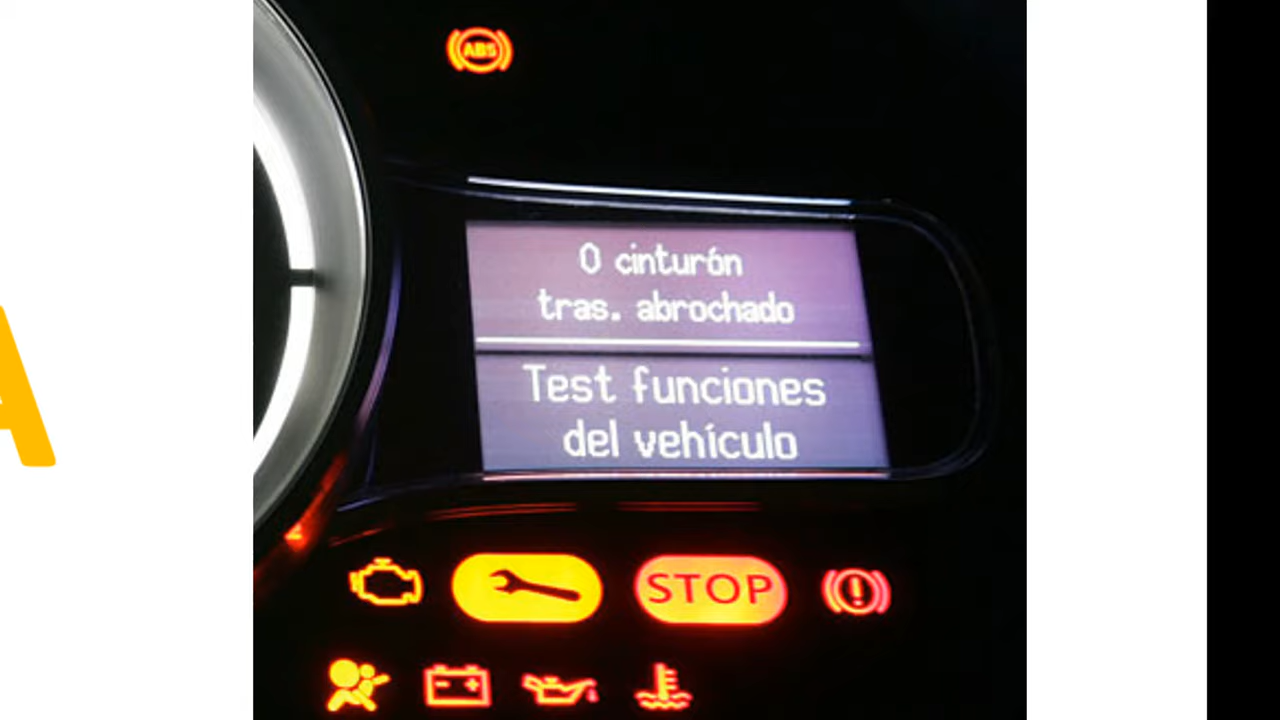 ABS
0 cinturón
tras. abrochado
Test funciones
del vehículo
STOP
A